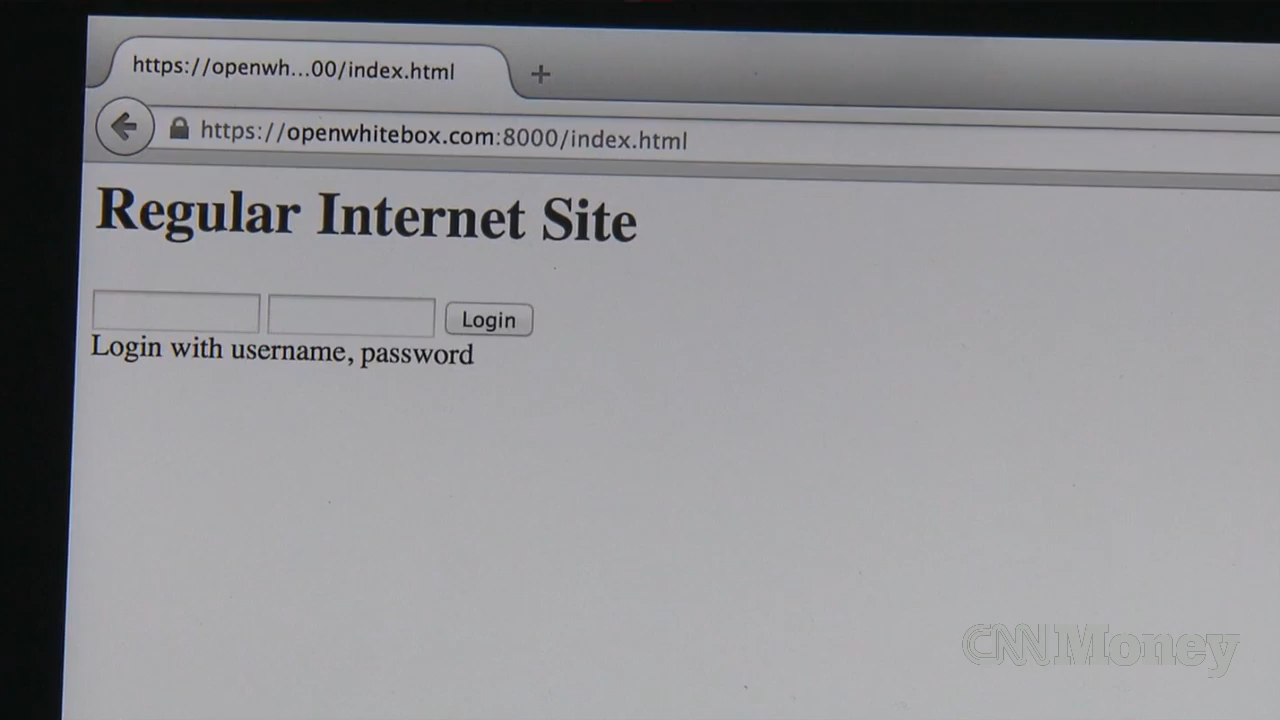 https://openwh...00/index.html
https://openwhitebox.com:8000/index.html
Regular Internet Site
Login
Login with username, password
CNNMoney